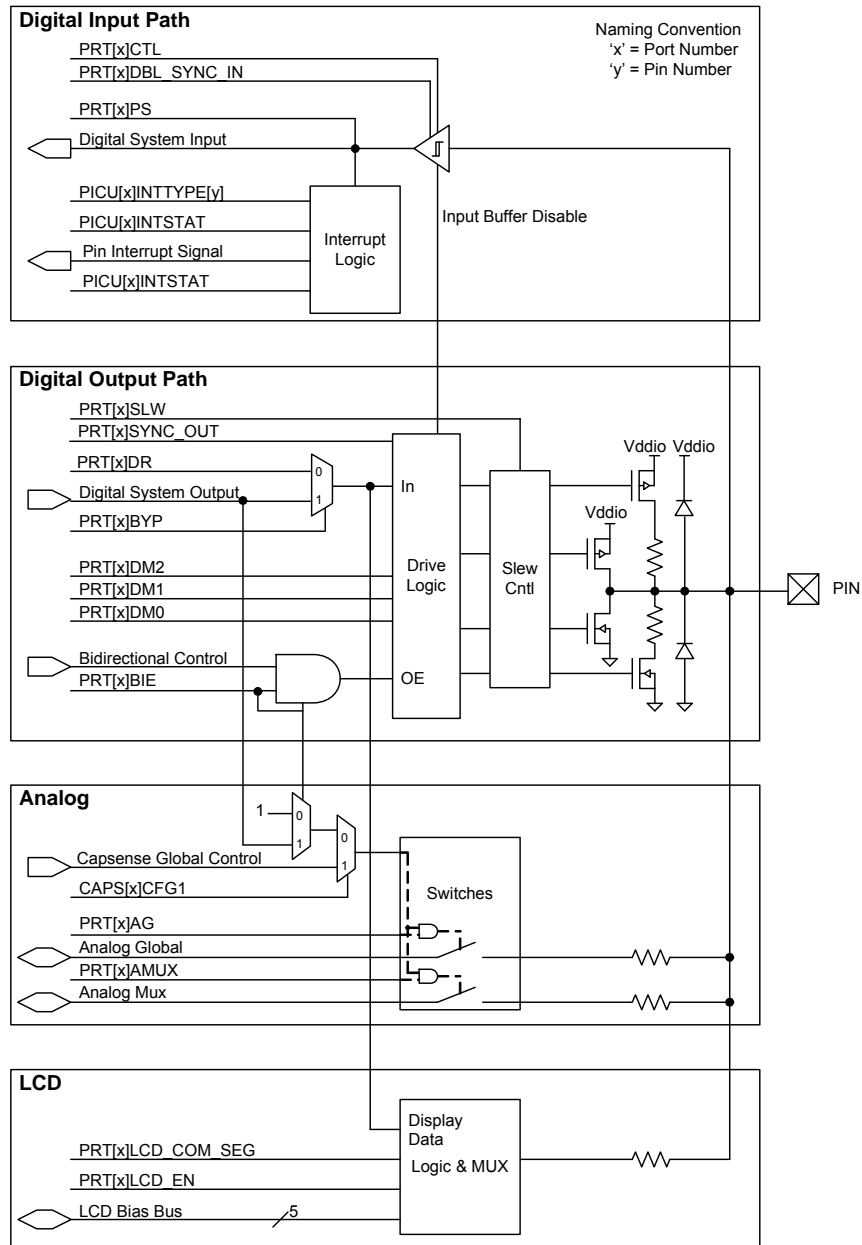 Digital Input Path
Naming Convention
‘x’ = Port Number
‘y’ = Pin Number
PRT[x]CTL
PRT[x]DBL_SYNC_IN
PRT[x]PS
Digital System Input
PICU[x]INTTYPE[y]
PICU[x]INTSTAT
Pin Interrupt Signal
PICU[x]INTSTAT
Interrupt
Logic
Input Buffer Disable
Digital Output Path
PRT[x]SLW
PRT[x]SYNC_OUT
PRT[x]DR
Digital System Output
PRT[x]BYP
0
1
PRT[x]DM2
PRT[x]DM1
PRT[x]DM0
Bidirectional Control
PRT[x]BIE
In
Drive
Logic
OE
Slew
Cntl
Vddio
Vddio
Vddio
PIN
Analog
1
0
1
0
1
Capsense Global Control
CAPS[x]CFG1
PRT[x]AG
Analog Global
PRT[x]AMUX
Analog Mux
Switches
LCD
PRT[x]LCD_COM_SEG
PRT[x]LCD_EN
LCD Bias Bus
5
Display
Data
Logic & MUX